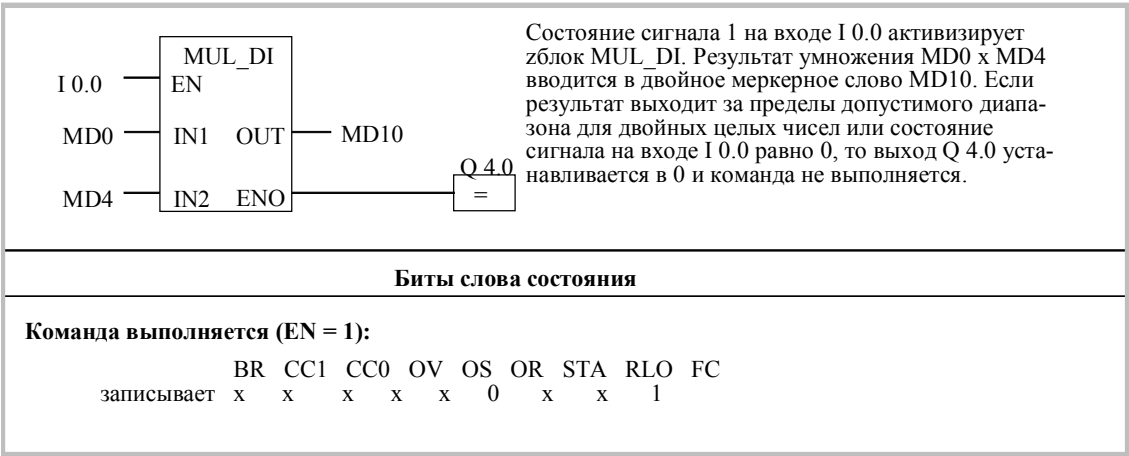 MUL_DI
I 0.0 EN
MD0 IN1 OUT MD10
Q 4.0
MD4 IN2 ENO =
Состояние сигнала 1 на входе I 0.0 активизирует
zблок MUL_DI. Результат умножения MD0 x MD4
вводится в двойное меркерное слово MD10. Если
результат выходит за пределы допустимого диапа-
зона для двойных целых чисел или состояние
сигнала на входе I 0.0 равно 0, то выход Q 4.0 уста-
навливается в 0 и команда не выполняется.
Биты слова состояния
Команда выполняется (EN = 1):
BR CC1 CC0 OV OS OR STA RLO FC
записывает x x x x x 0 x x 1